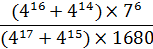 (4¹⁶ + 4¹⁴) × 7⁶
(4¹⁷ + 4¹⁵) × 1680